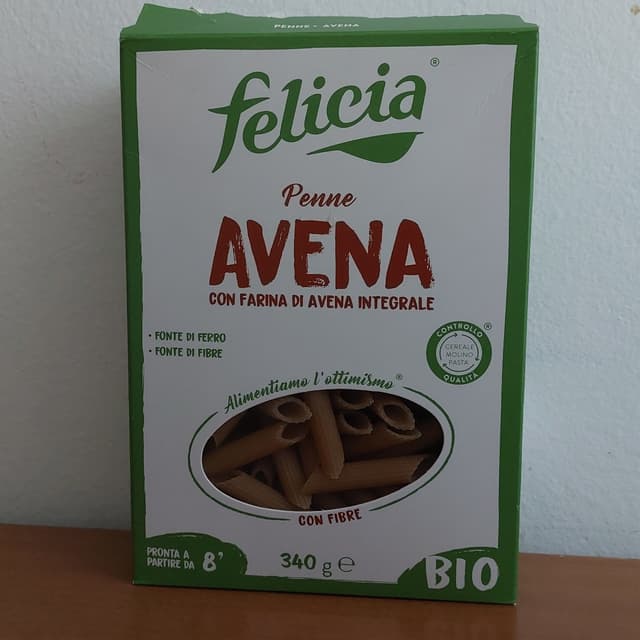 PENNE - AVENA
felicia®
Penne
AVENA
CON FARINA DI AVENA INTEGRALE
• FONTE DI FERRO
• FONTE DI FIBRE
CONTROLLO ®
CEREALE
MOLINO
PASTA
QUALITÀ
Alimentiamo l'ottimismo®
CON FIBRE
PRONTA A
PARTIRE DA 8'
340 g e
BIO